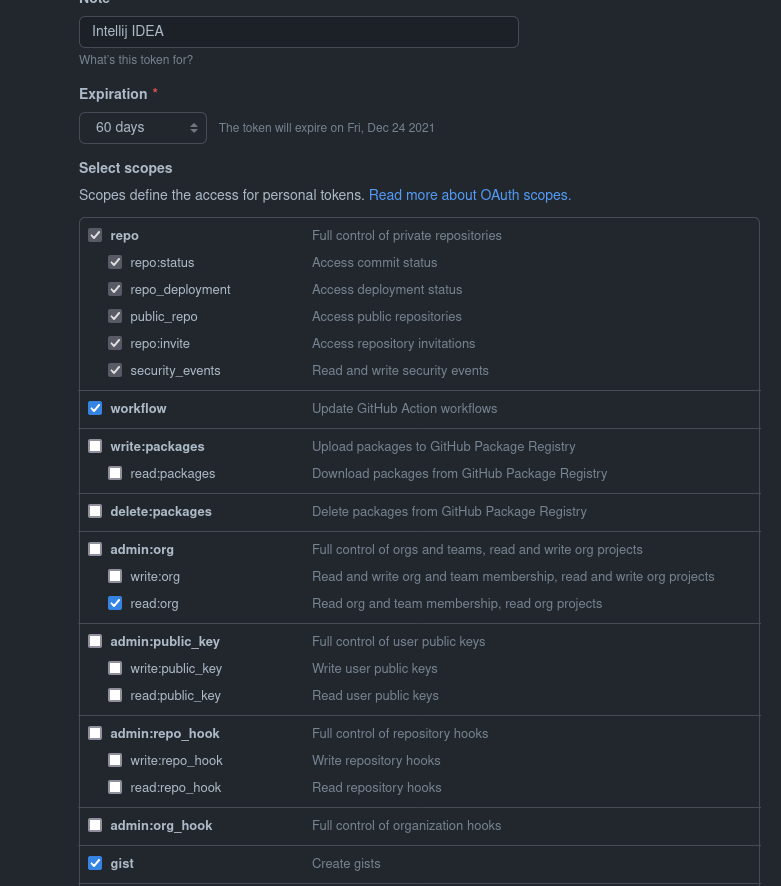 Note
Intellij IDEA
What's this token for?
Expiration *
60 days The token will expire on Fri, Dec 24 2021
Select scopes
Scopes define the access for personal tokens. Read more about OAuth scopes.
repo Full control of private repositories
repo:status Access commit status
repo_deployment Access deployment status
public_repo Access public repositories
repo:invite Access repository invitations
security_events Read and write security events
workflow Update GitHub Action workflows
write:packages Upload packages to GitHub Package Registry
read:packages Download packages from GitHub Package Registry
delete:packages Delete packages from GitHub Package Registry
admin:org Full control of orgs and teams, read and write org projects
write:org Read and write org and team membership, read and write org projects
read:org Read org and team membership, read org projects
admin:public_key Full control of user public keys
write:public_key Write user public keys
read:public_key Read user public keys
admin:repo_hook Full control of repository hooks
write:repo_hook Write repository hooks
read:repo_hook Read repository hooks
admin:org_hook Full control of organization hooks
gist Create gists